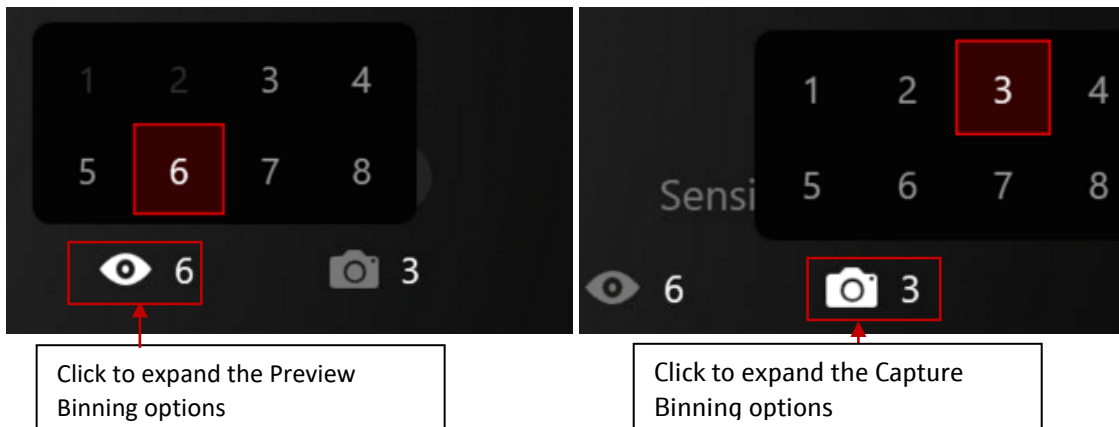 1 2 3 4
5 6 7 8
6 3
Click to expand the Preview
Binning options
1 2 3 4
Sensi 5 6 7 8
6 3
Click to expand the Capture
Binning options